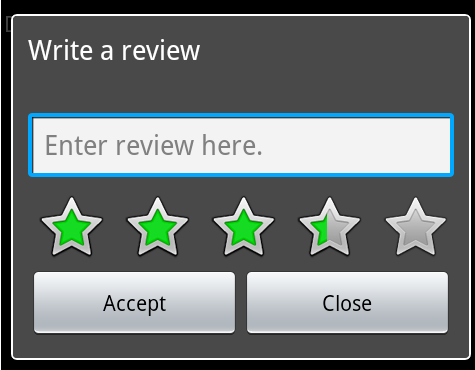 Write a review
Enter review here.
Accept
Close